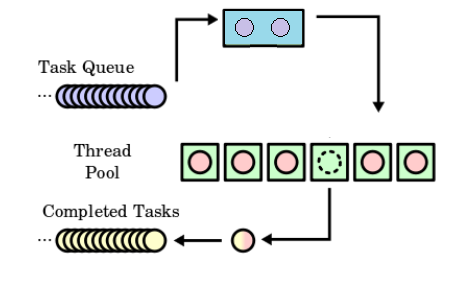 Task Queue
...
Thread
Pool
Completed Tasks
...